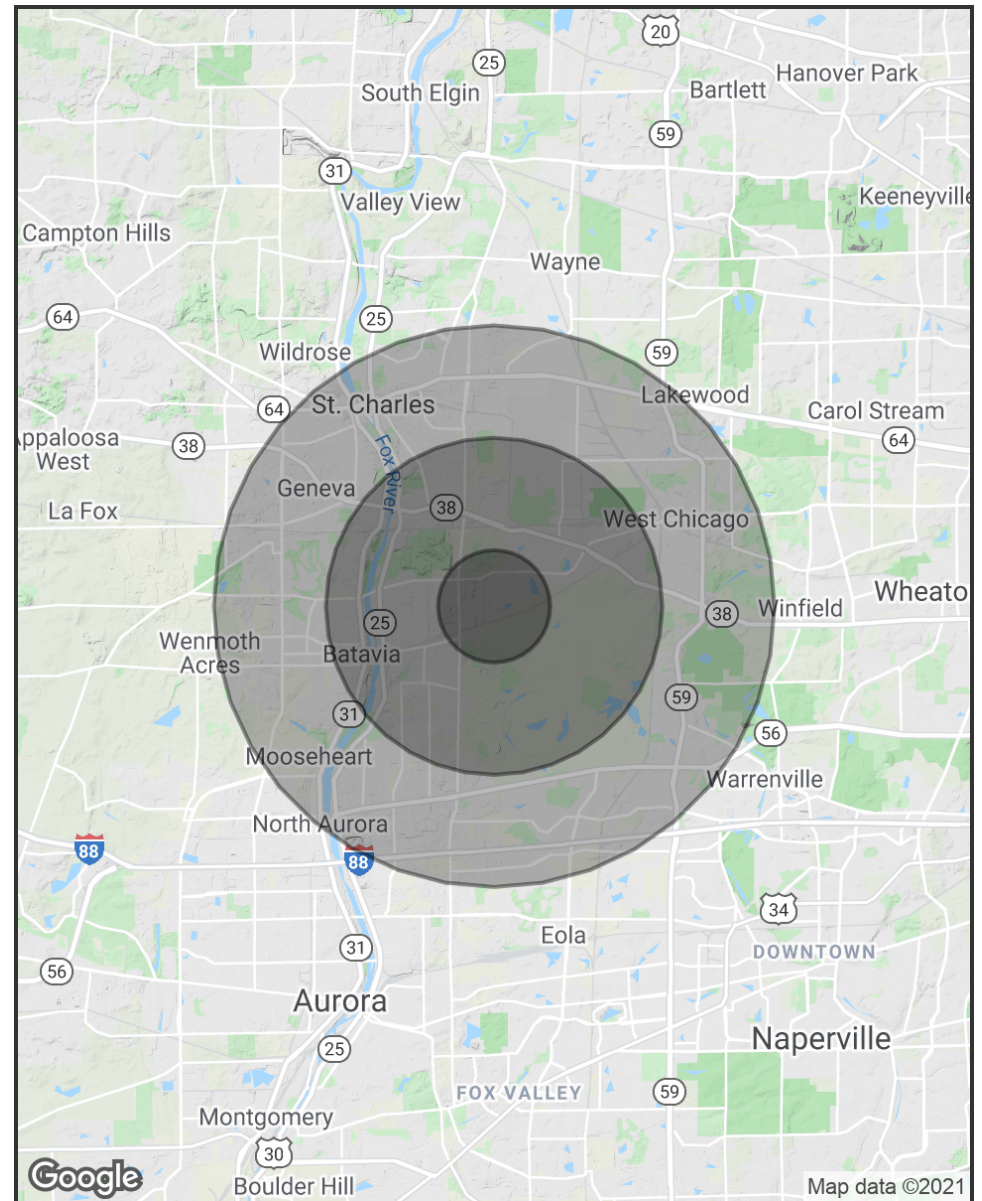 20
25
Hanover Park
South Elgin
Bartlett
59
31
Valley View
Keeneyville
Campton Hills
Wayne
64
25
Wildrose
59
Lakewood
64
St. Charles
Carol Stream
Appaloosa
West
38
64
Fox River
Geneva
38
La Fox
West Chicago
Wheato
38
Winfield
25
Wenmoth
Acres
Batavia
59
31
56
Mooseheart
Warrenville
North Aurora
88
88
34
Eola
31
DOWNTOWN
56
Aurora
Naperville
25
FOX VALLEY
59
Montgomery
30
Boulder Hill
Google
Map data ©2021